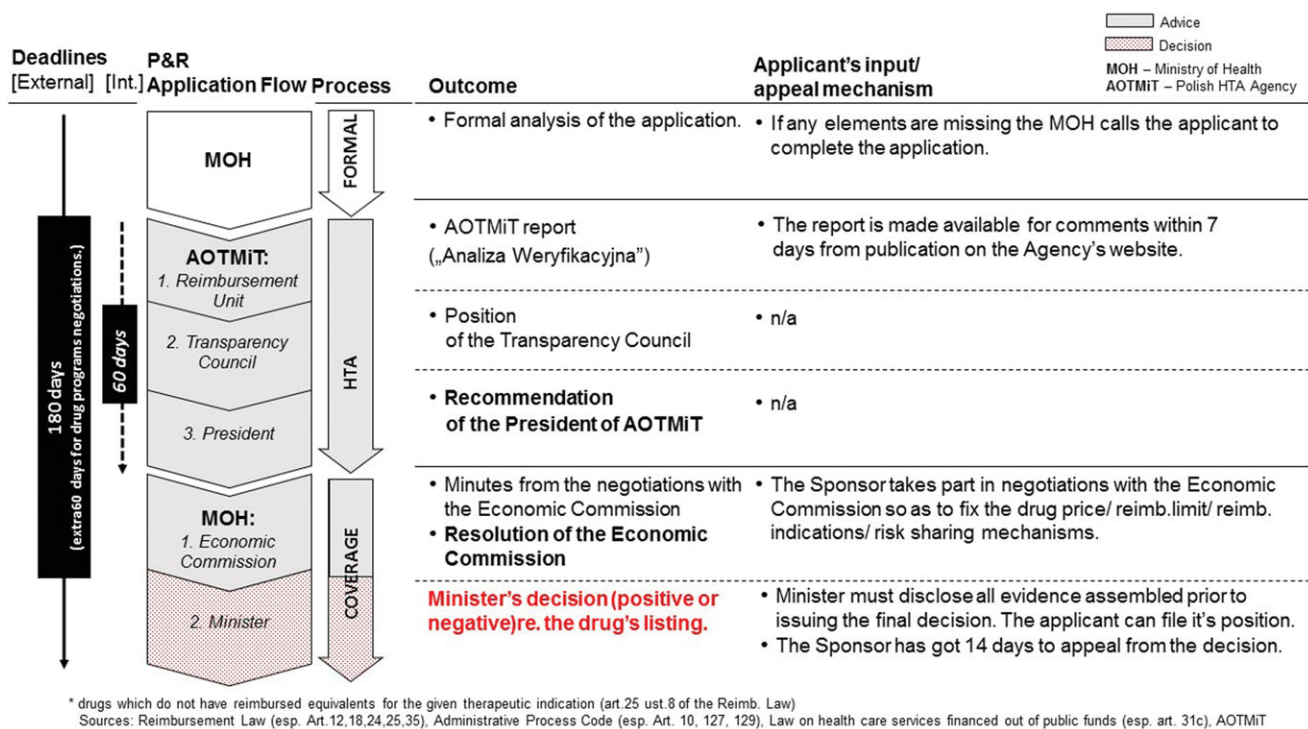 Advice
Decision
MOH – Ministry of Health
AOTMiT – Polish HTA Agency
Deadlines
[External] [Int.]
P&R
Application Flow Process
Outcome
Applicant's input/
appeal mechanism
180 days
(extra60 days for drug programs negotiations,)
60 days
MOH
FORMAL
• Formal analysis of the application.
• If any elements are missing the MOH calls the applicant to
complete the application.
AOTMiT:
1. Reimbursement
Unit
HTA
• AOTMiT report
(„Analiza Weryfikacyjna")
• The report is made available for comments within 7
days from publication on the Agency's website.
2. Transparency
Council
• Position
of the Transparency Council
• n/a
3. President
• Recommendation
of the President of AOTMiT
• n/a
MOH:
1. Economic
Commission
COVERAGE
• Minutes from the negotiations with
the Economic Commission
• Resolution of the Economic
Commission
• The Sponsor takes part in negotiations with the Economic
Commission so as to fix the drug price/ reimb.limit/ reimb.
indications/ risk sharing mechanisms.
2. Minister
Minister's decision (positive or
negative)re. the drug's listing.
• Minister must disclose all evidence assembled prior to
issuing the final decision. The applicant can file it's position.
• The Sponsor has got 14 days to appeal from the decision.
* drugs which do not have reimbursed equivalents for the given therapeutic indication (art.25 ust.8 of the Reimb. Law)
Sources: Reimbursement Law (esp. Art.12,18,24,25,35), Administrative Process Code (esp. Art. 10, 127, 129), Law on health care services financed out of public funds (esp. art. 31c), AOTMiT